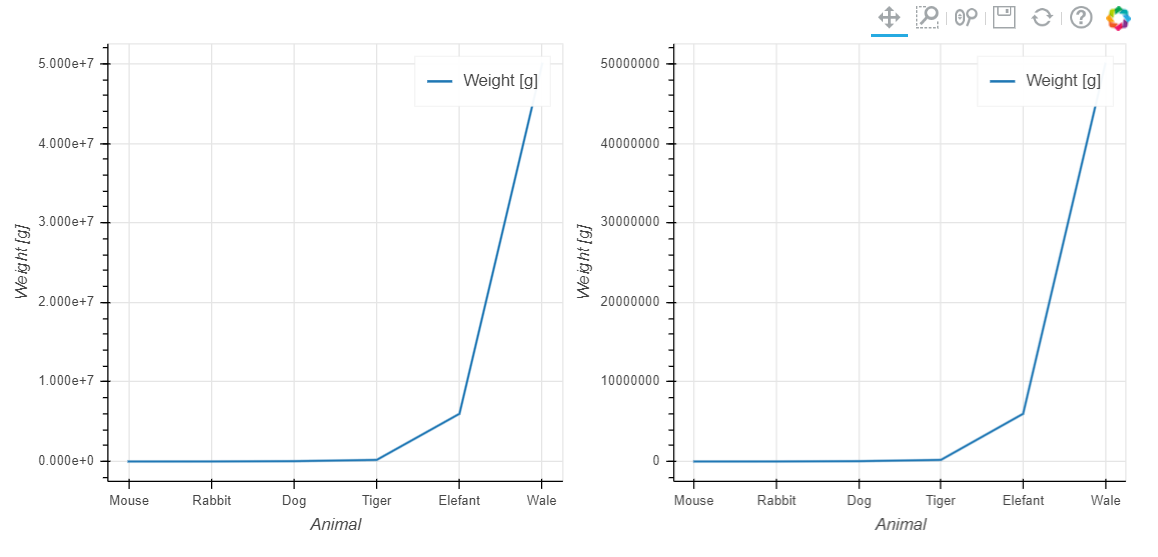 5.000e+7
4.000e+7
3.000e+7
2.000e+7
1.000e+7
0.000e+0
Weight [g]
Weight [g]
Mouse Rabbit Dog Tiger Elefant Wale
Animal
50000000
40000000
30000000
20000000
10000000
0
Weight [g]
Weight [g]
Mouse Rabbit Dog Tiger Elefant Wale
Animal